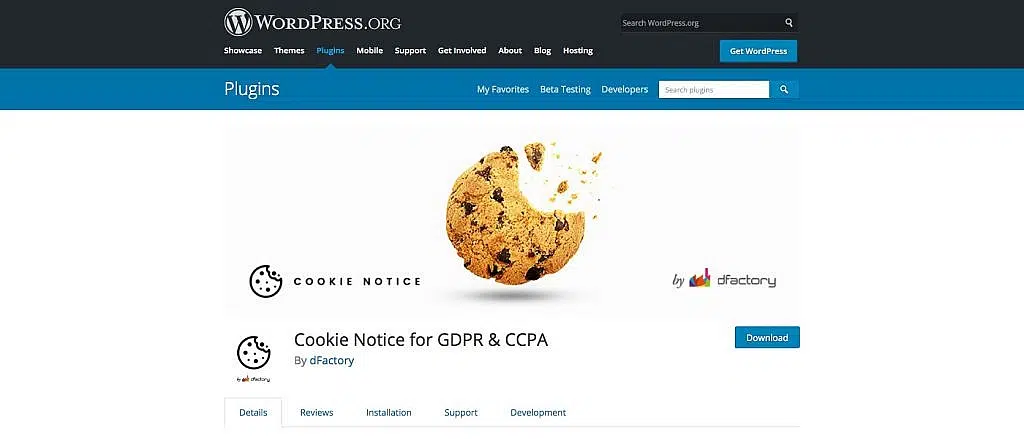 WORDPRESS.ORG
Search WordPress.org
Showcase Themes Plugins Mobile Support Get Involved About Blog Hosting
Get WordPress
Plugins
My Favorites Beta Testing Developers
Search plugins
COOKIE NOTICE
by dfactory
Cookie Notice for GDPR & CCPA
Download
By dFactory
by dfactory
Details Reviews Installation Support Development